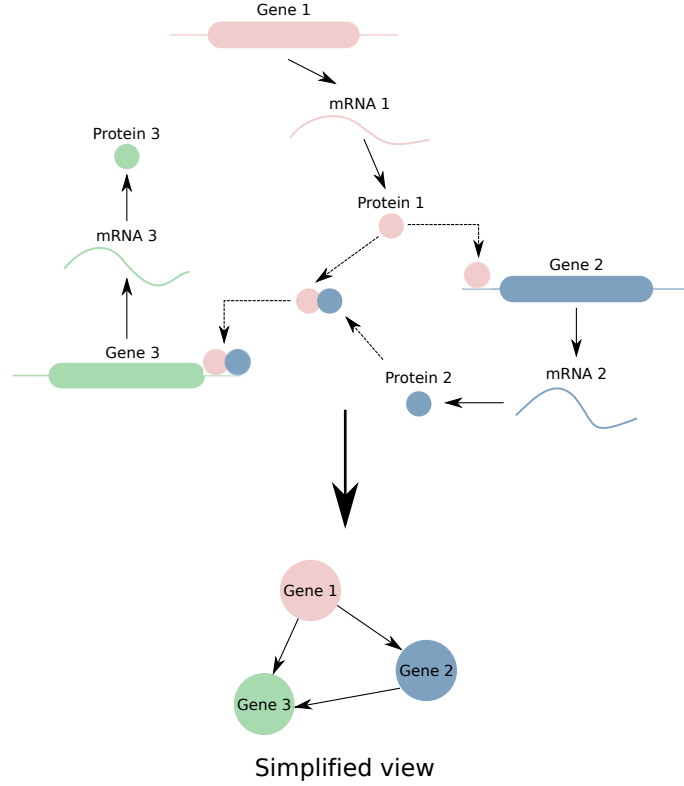 Gene 1
mRNA 1
Protein 3
Protein 1
mRNA 3
Gene 2
Gene 3
mRNA 2
Protein 2
Gene 1
Gene 2
Gene 3
Simplified view